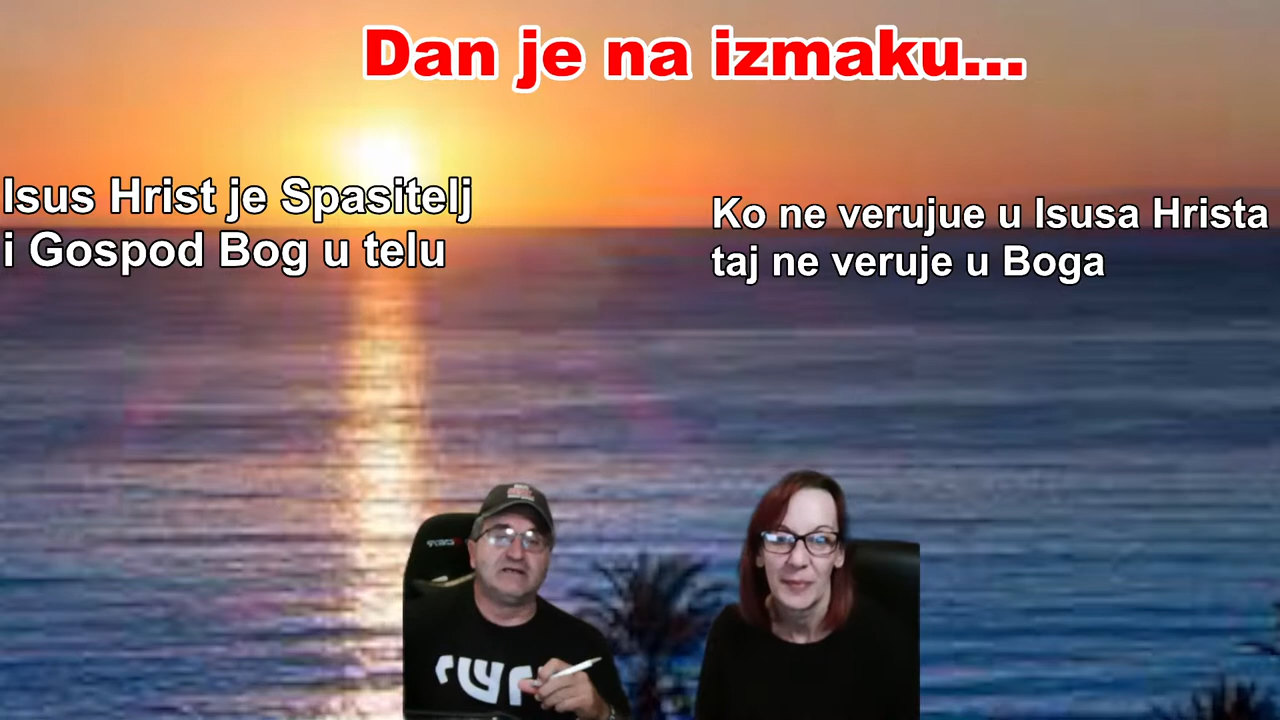 Dan je na izmaku...
Isus Hrist je Spasitelj
i Gospod Bog u telu
Ko ne verujue u Isusa Hrista
taj ne veruje u Boga